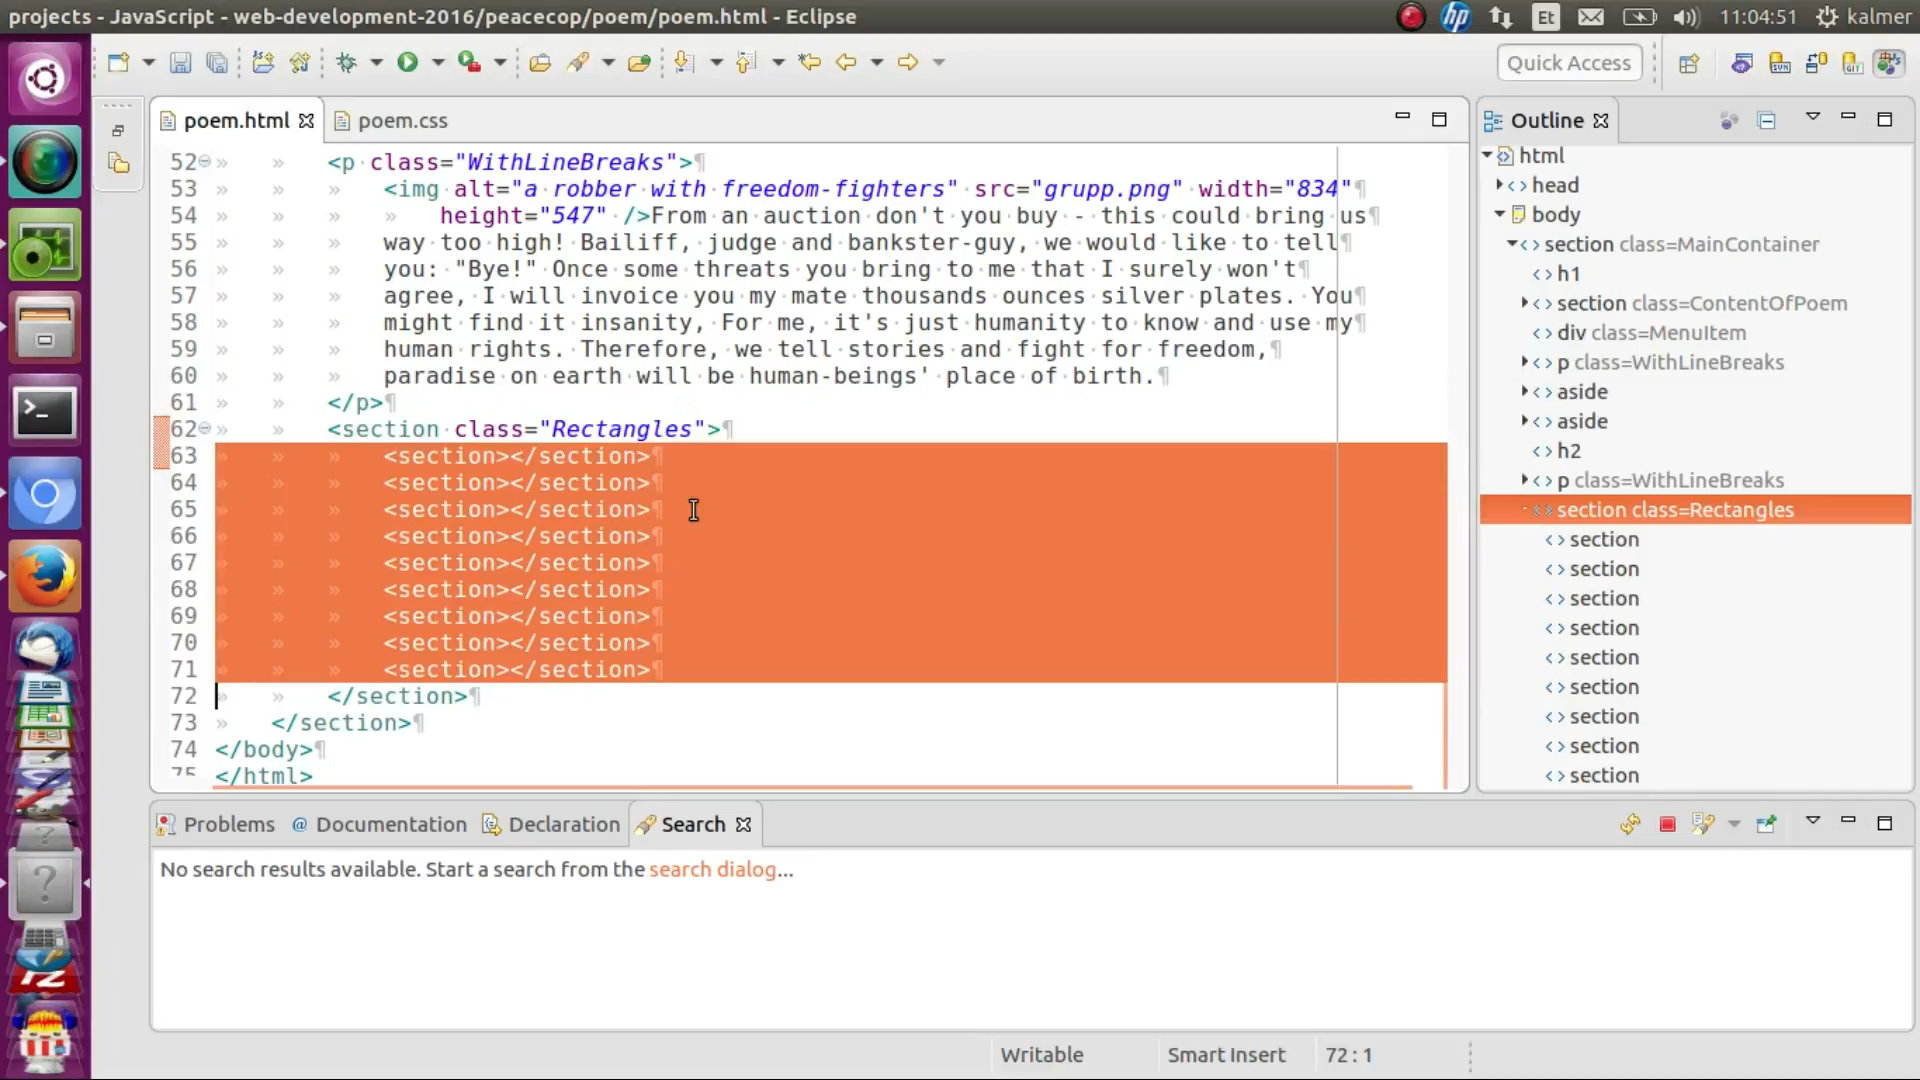 projects - JavaScript - web-development-2016/peacecop/poem/poem.html - Eclipse
hp
Et
11:04:51
kalmer
Quick Access
poem.html
poem.css
52 <p class="WithLineBreaks">¶
53 <img alt="a robber with freedom-fighters" src="grupp.png" width="834"¶
54 height="547" />From an auction don't you buy - this could bring us¶
55 way too high! Bailiff, judge and bankster-guy, we would like to tell¶
56 you: "Bye!" Once some threats you bring to me that I surely won't¶
57 agree, I will invoice you my mate thousands ounces silver plates. You¶
58 might find it insanity, For me, it's just humanity to know and use my¶
59 human rights. Therefore, we tell stories and fight for freedom,¶
60 paradise on earth will be human-beings' place of birth.¶
61 </p>¶
62 <section class="Rectangles">¶
63 <section></section>¶
64 <section></section>¶
65 <section></section>¶
66 <section></section>¶
67 <section></section>¶
68 <section></section>¶
69 <section></section>¶
70 <section></section>¶
71 <section></section>¶
72 </section>¶
73 </section>¶
74 </body>¶
75 </html>
Outline
html
head
body
section class=MainContainer
h1
section class=ContentOfPoem
div class=MenuItem
p class=WithLineBreaks
aside
aside
h2
p class=WithLineBreaks
section class=Rectangles
section
section
section
section
section
section
section
section
section
Problems
@ Documentation
Declaration
Search
No search results available. Start a search from the search dialog...
Writable
Smart Insert
72 : 1